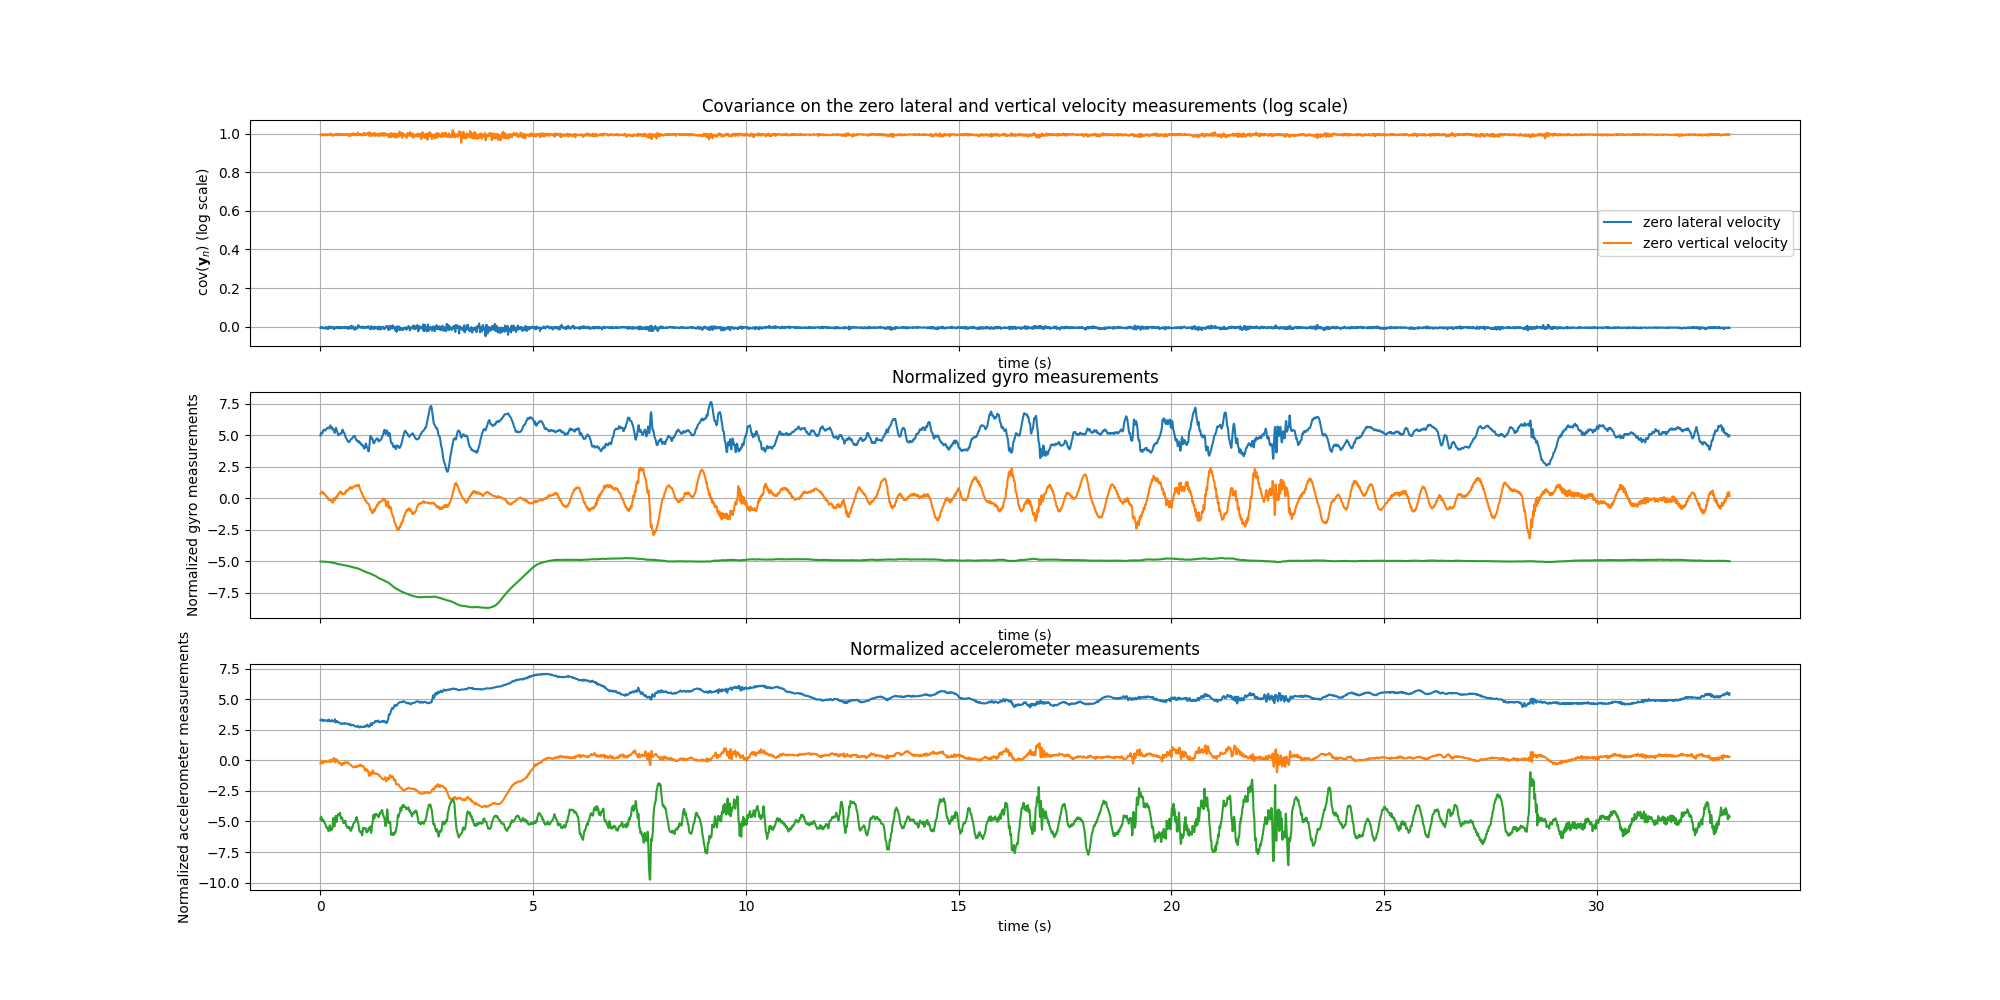 Covariance on the zero lateral and vertical velocity measurements (log scale)
cov(yₙ) (log scale)
1.0
0.8
0.6
0.4
0.2
0.0
zero lateral velocity
zero vertical velocity
time (s)
Normalized gyro measurements
Normalized gyro measurements
7.5
5.0
2.5
0.0
−2.5
−5.0
−7.5
time (s)
Normalized accelerometer measurements
Normalized accelerometer measurements
7.5
5.0
2.5
0.0
−2.5
−5.0
−7.5
−10.0
0 5 10 15 20 25 30
time (s)